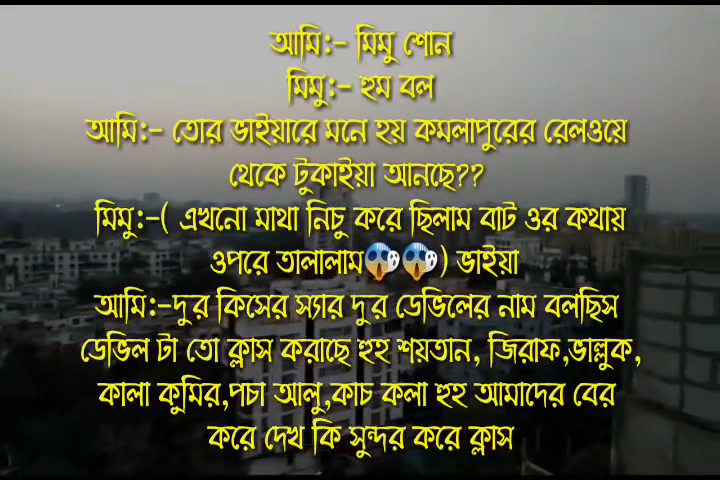 আমি:- মিমু শোন
মিমু:- হুম বল
আমি:- তোর ভাইয়ারে মনে হয় কমলাপুরের রেলওয়ে
থেকে টুকাইয়া আনছে??
মিমু:-( এখনো মাথা নিচু করে ছিলাম বাট ওর কথায়
ওপরে তালালাম😱😱) ভাইয়া
আমি:-দুর কিসের স্যার দুর ডেভিলের নাম বলছিস
ডেভিল টা তো ক্লাস করাছে হুহ শয়তান, জিরাফ,ভাল্লুক,
কালা কুমির,পচা আলু,কাচ কলা হুহ আমাদের বের
করে দেখ কি সুন্দর করে ক্লাস